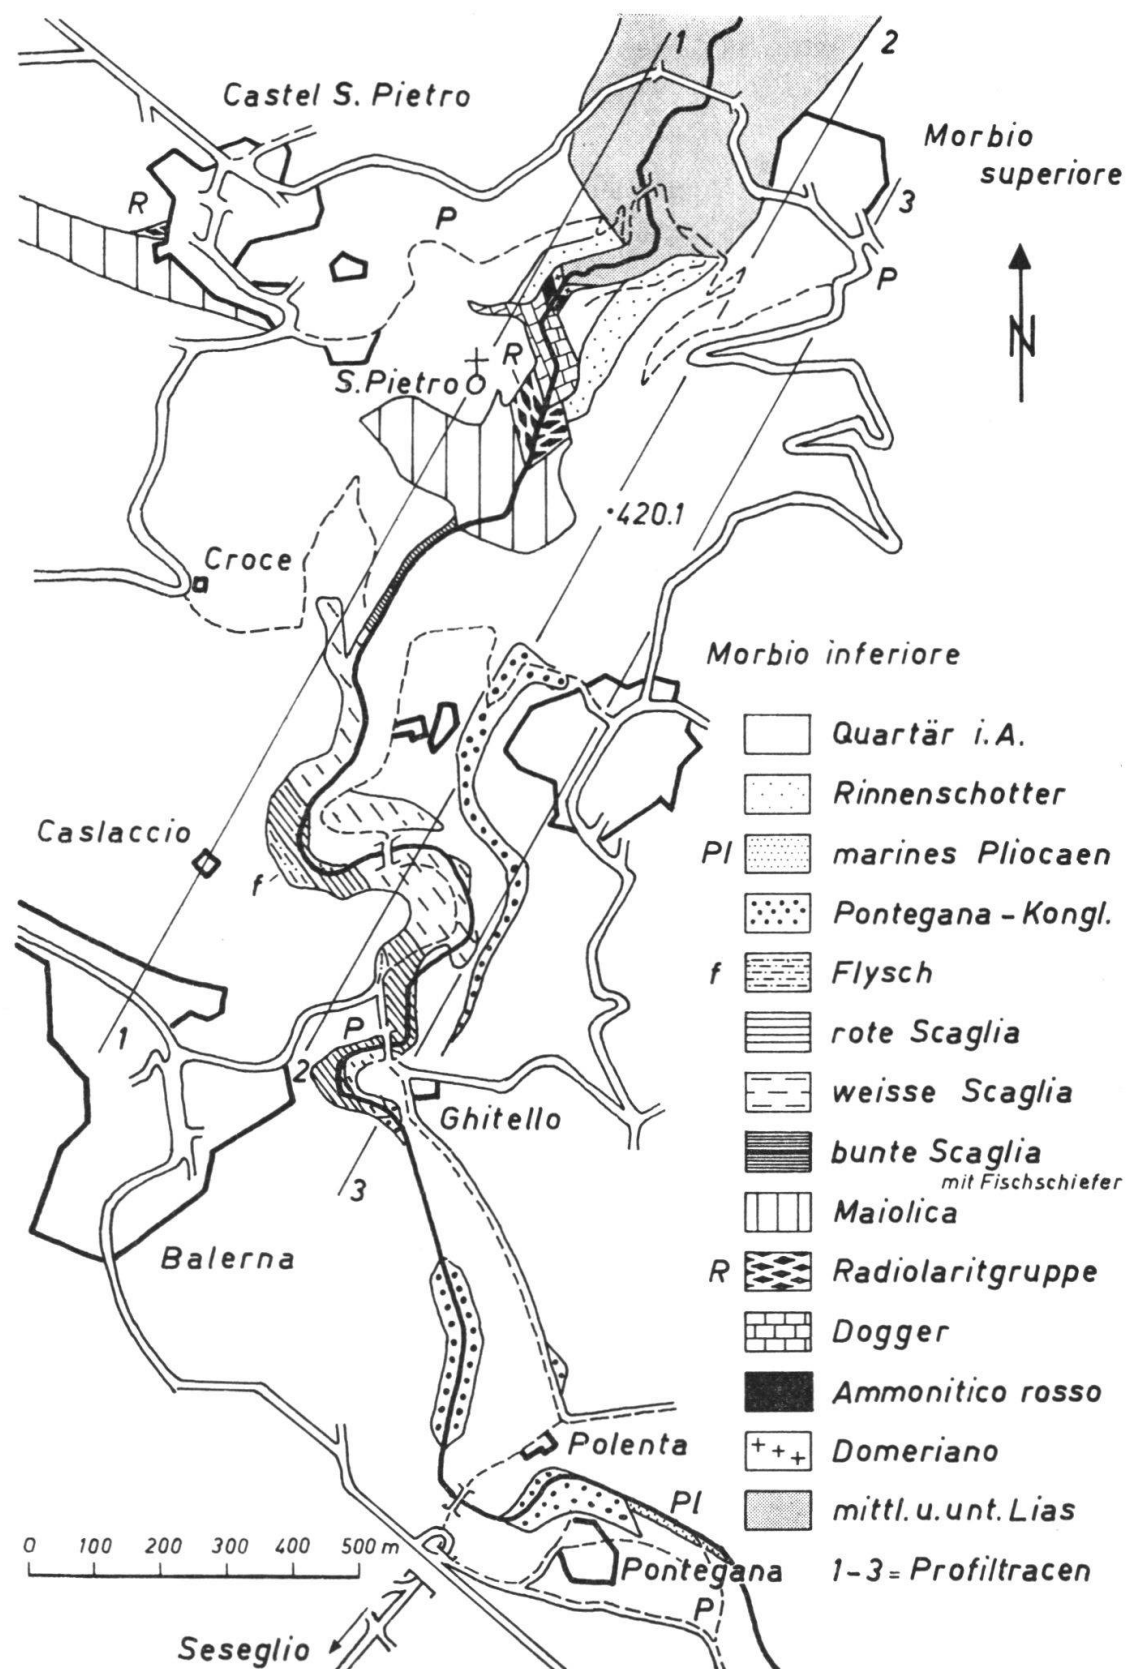 1
2
Castel S. Pietro
Morbio
superiore
R
P
3
P
N
R
S. Pietro
·420.1
Croce
Morbio inferiore
Quartär i. A.
Rinnenschotter
Caslaccio
Pl marines Pliocaen
f
Pontegana – Kongl.
f Flysch
1
P
rote Scaglia
2
weisse Scaglia
Ghitello
bunte Scaglia
mit Fischschiefer
3
Maiolica
Balerna
R Radiolaritgruppe
Dogger
Ammonitico rosso
Polenta
Domeriano
Pl
mittl. u. unt. Lias
0 100 200 300 400 500 m
Pontegana
1–3 = Profiltracen
P
Seseglio